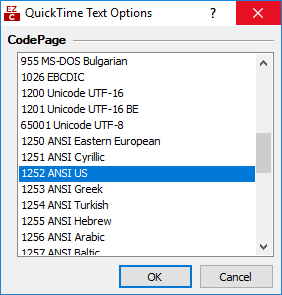 EZ
C
QuickTime Text Options
?
CodePage
955 MS-DOS Bulgarian
1026 EBCDIC
1200 Unicode UTF-16
1201 Unicode UTF-16 BE
65001 Unicode UTF-8
1250 ANSI Eastern European
1251 ANSI Cyrillic
1252 ANSI US
1253 ANSI Greek
1254 ANSI Turkish
1255 ANSI Hebrew
1256 ANSI Arabic
1257 ANSI Baltic
OK Cancel